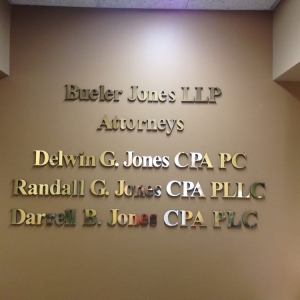 Bueler Jones LLP
Attorneys
Delwin G. Jones CPA PC
Randall G. Jones CPA PLLC
Darrell B. Jones CPA PLC